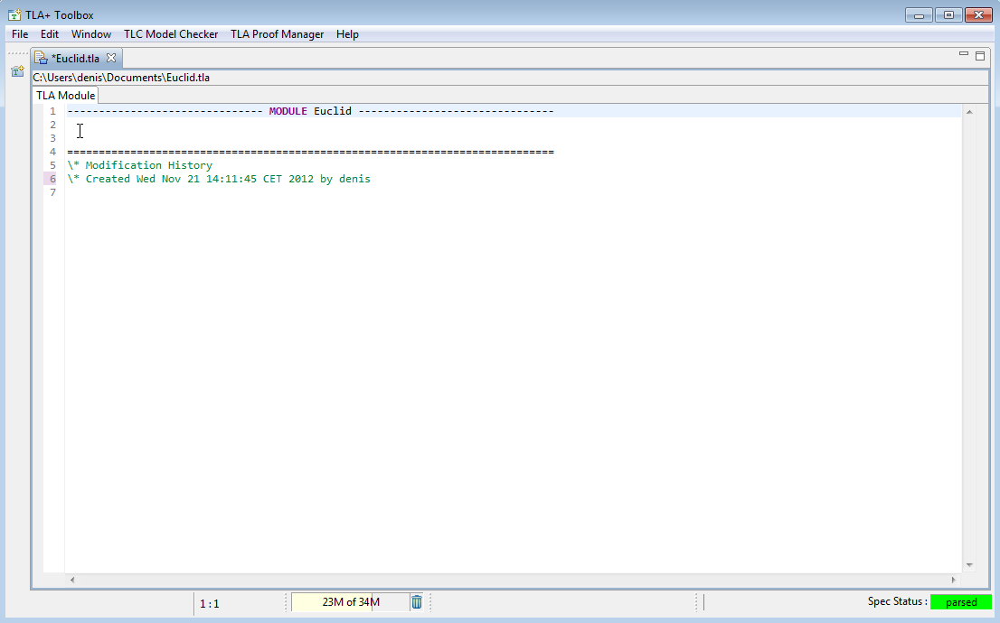 TLA+ Toolbox
File Edit Window TLC Model Checker TLA Proof Manager Help
*Euclid.tla
C:\Users\denis\Documents\Euclid.tla
TLA Module
1 ------------------------------- MODULE Euclid -------------------------------
2
3
4 =============================================================================
5 \* Modification History
6 \* Created Wed Nov 21 14:11:45 CET 2012 by denis
7
1 : 1 23M of 34M Spec Status : parsed